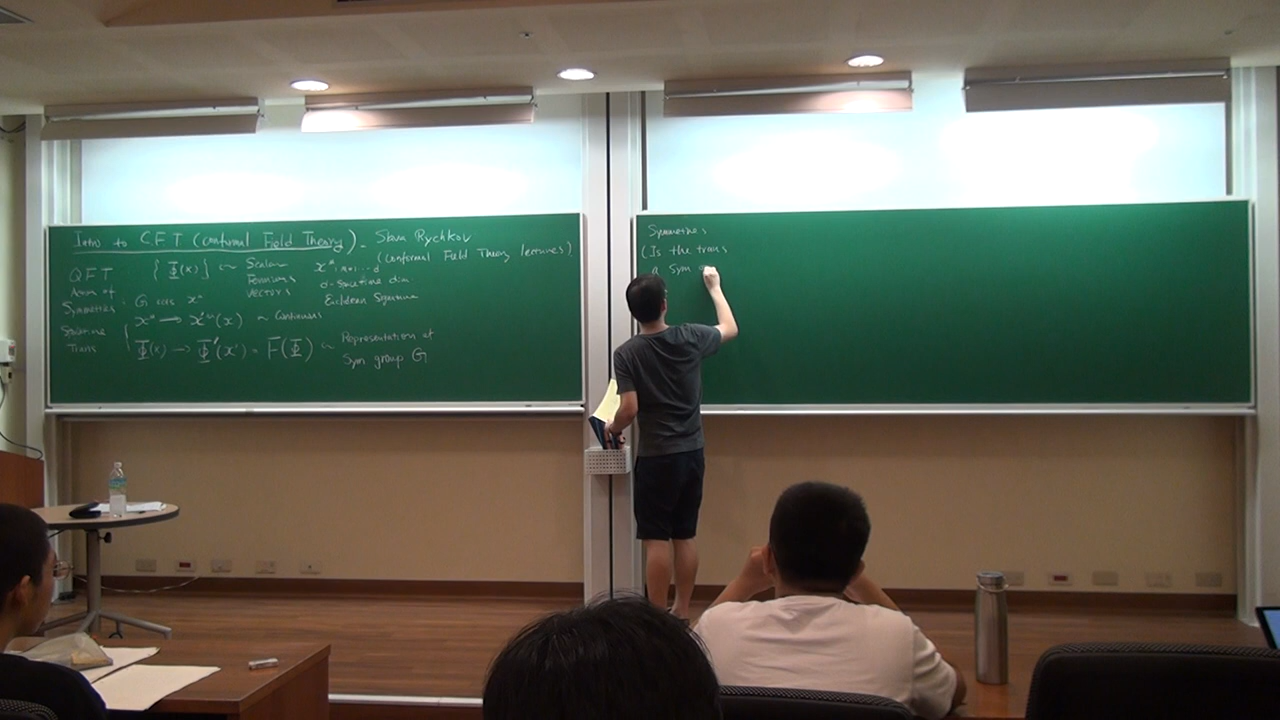 Intro to CFT (Conformal Field Theory). Slava Rychkov
(Conformal Field Theory lectures)
QFT {Φ(x)} ~ Scalar
Fermions
Vectors
d - spacetime dim
Euclidean Signature
Symmetries: G acts x^μ
x^μ → x'^μ(x) ~ Continuous
Spacetime
Trans
Φ(x) → Φ'(x') = F(Φ) ~ Representation of
Sym group G
Symmetries
(Is the trans
a Sym